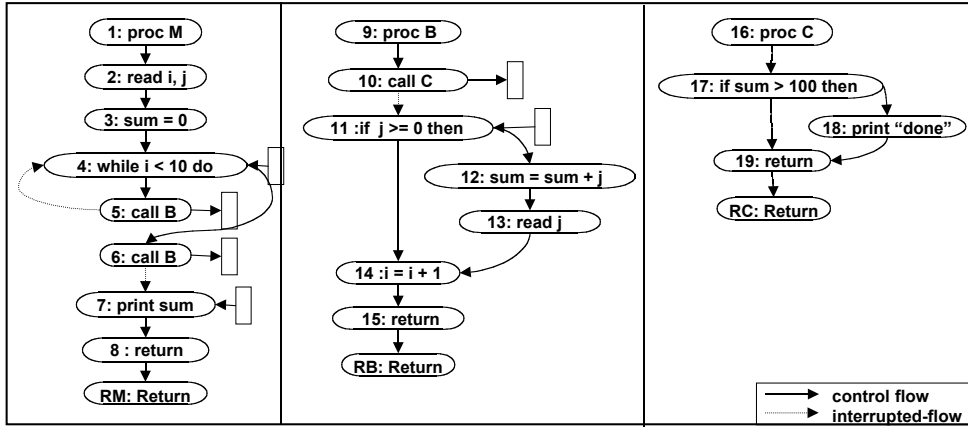 1: proc M
2: read i, j
3: sum = 0
4: while i < 10 do
5: call B
6: call B
7: print sum
8 : return
RM: Return
9: proc B
10: call C
11 :if j >= 0 then
12: sum = sum + j
13: read j
14 :i = i + 1
15: return
RB: Return
16: proc C
17: if sum > 100 then
18: print “done”
19: return
RC: Return
control flow
interrupted-flow